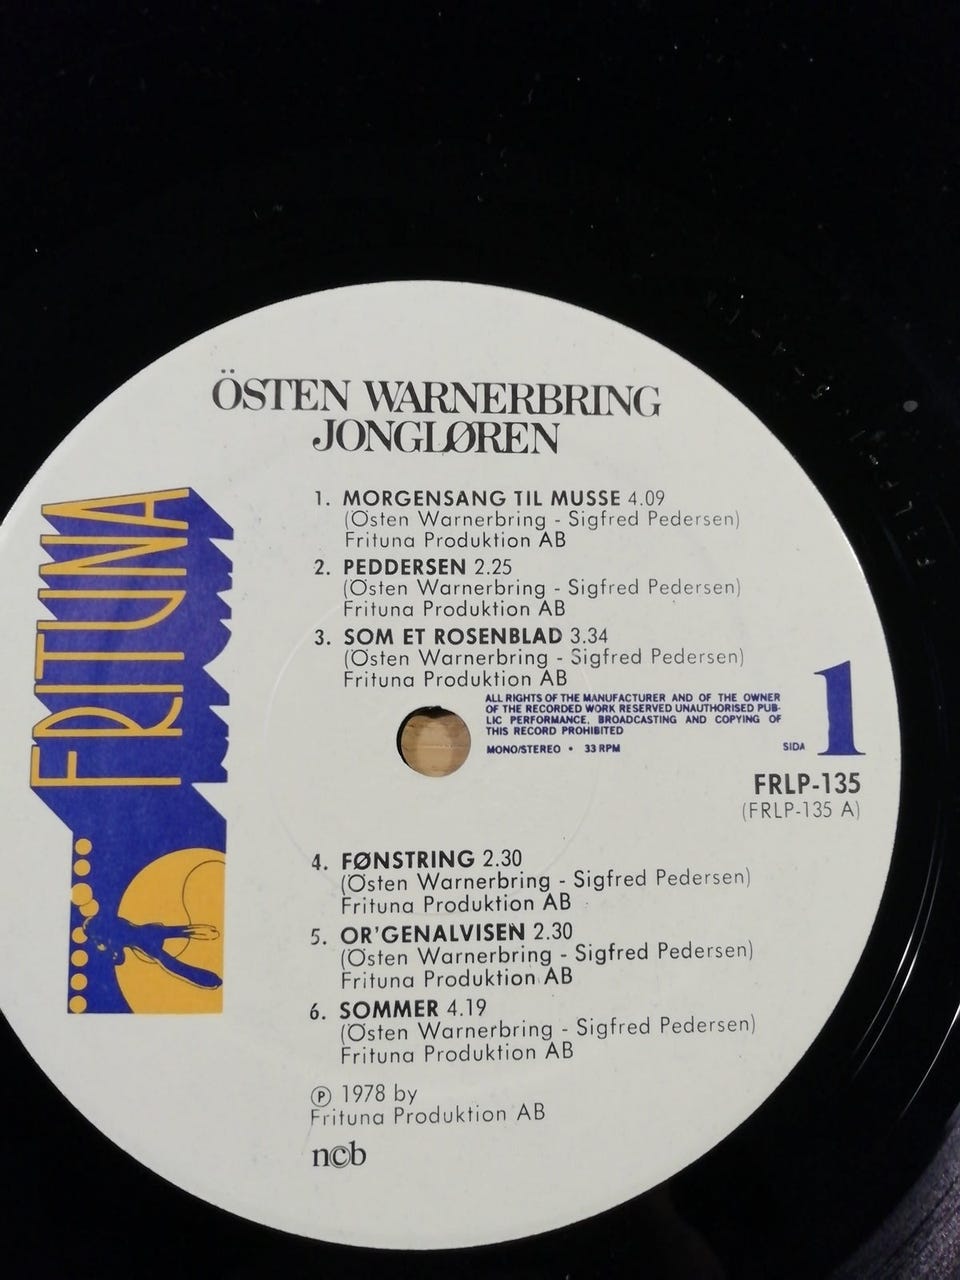 ÖSTEN WARNERBRING
JONGLØREN
FRITUNA
1. MORGENSANG TIL MUSSE 4.09
(Östen Warnerbring - Sigfred Pedersen)
Frituna Produktion AB
2. PEDDERSEN 2.25
(Östen Warnerbring - Sigfred Pedersen)
Frituna Produktion AB
3. SOM ET ROSENBLAD 3.34
(Östen Warnerbring - Sigfred Pedersen)
Frituna Produktion AB
ALL RIGHTS OF THE MANUFACTURER AND OF THE OWNER
OF THE RECORDED WORK RESERVED UNAUTHORISED PUB-
LIC PERFORMANCE, BROADCASTING AND COPYING OF
THIS RECORD PROHIBITED
MONO/STEREO • 33 RPM
SIDA 1
FRLP-135
(FRLP-135 A)
4. FØNSTRING 2.30
(Östen Warnerbring - Sigfred Pedersen)
Frituna Produktion AB
5. OR'GENALVISEN 2.30
(Östen Warnerbring - Sigfred Pedersen)
Frituna Produktion AB
6. SOMMER 4.19
(Östen Warnerbring - Sigfred Pedersen)
Frituna Produktion AB
Ⓟ 1978 by
Frituna Produktion AB
n©b